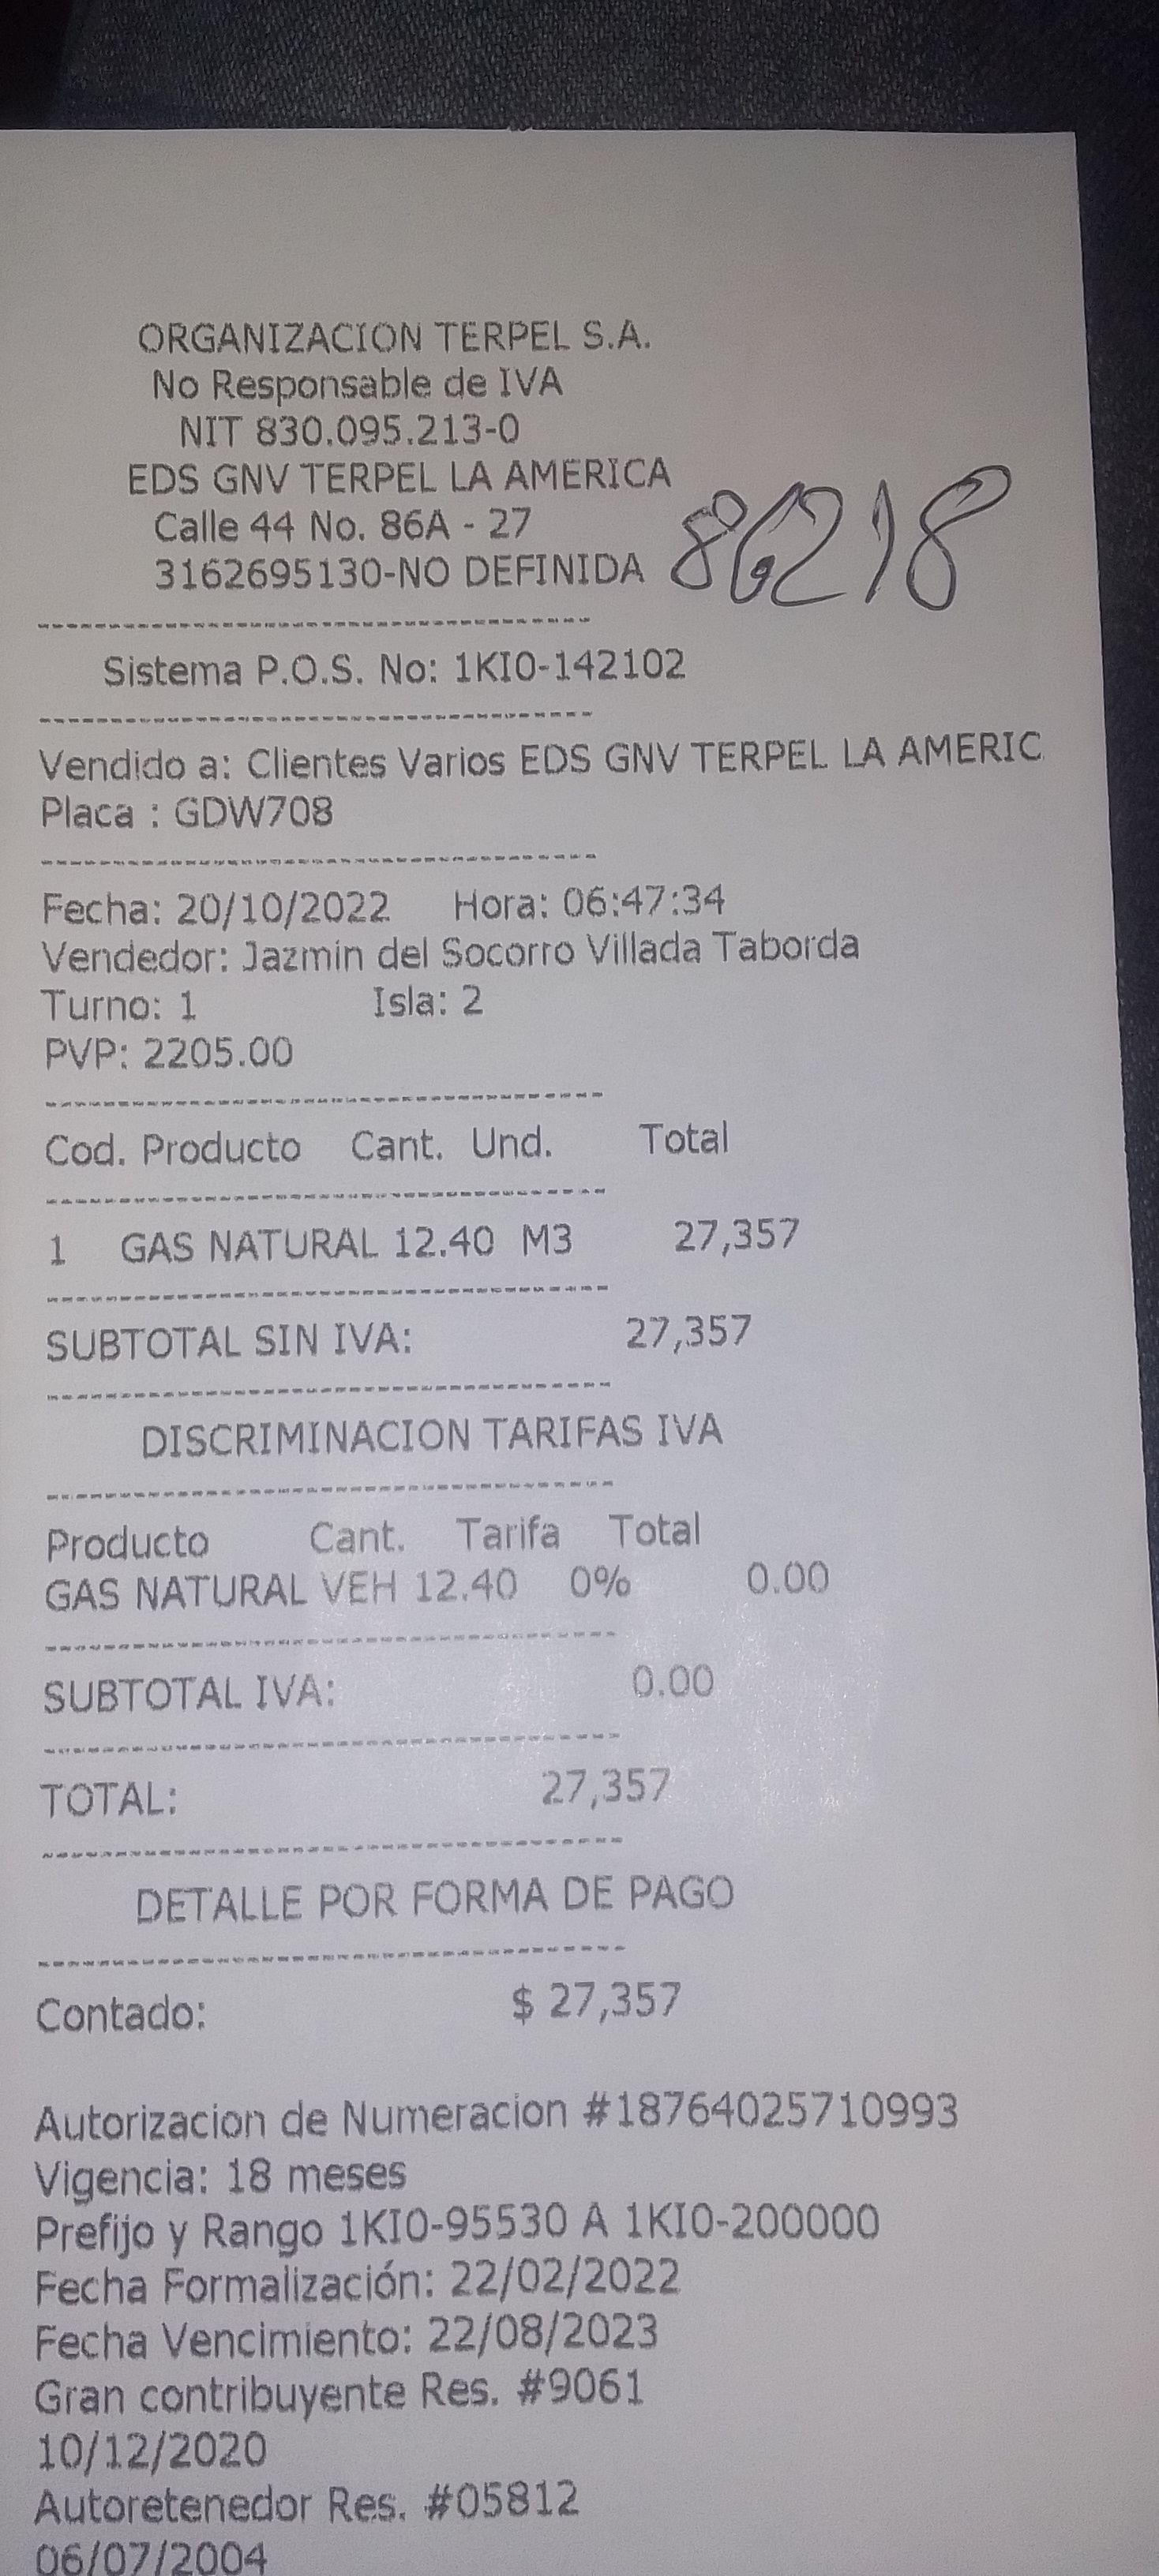 ORGANIZACION TERPEL S.A.
No Responsable de IVA
NIT 830.095.213-0
EDS GNV TERPEL LA AMERICA
Calle 44 No. 86A - 27
3162695130-NO DEFINIDA
86218
Sistema P.O.S. No: 1KI0-142102
Vendido a: Clientes Varios EDS GNV TERPEL LA AMERIC
Placa : GDW708
Fecha: 20/10/2022 Hora: 06:47:34
Vendedor: Jazmin del Socorro Villada Taborda
Turno: 1 Isla: 2
PVP: 2205.00
Cod. Producto Cant. Und. Total
1 GAS NATURAL 12.40 M3 27,357
SUBTOTAL SIN IVA: 27,357
DISCRIMINACION TARIFAS IVA
Producto Cant. Tarifa Total
GAS NATURAL VEH 12.40 0% 0.00
SUBTOTAL IVA: 0.00
TOTAL: 27,357
DETALLE POR FORMA DE PAGO
Contado: $ 27,357
Autorizacion de Numeracion #18764025710993
Vigencia: 18 meses
Prefijo y Rango 1KI0-95530 A 1KI0-200000
Fecha Formalización: 22/02/2022
Fecha Vencimiento: 22/08/2023
Gran contribuyente Res. #9061
10/12/2020
Autoretenedor Res. #05812
06/07/2004